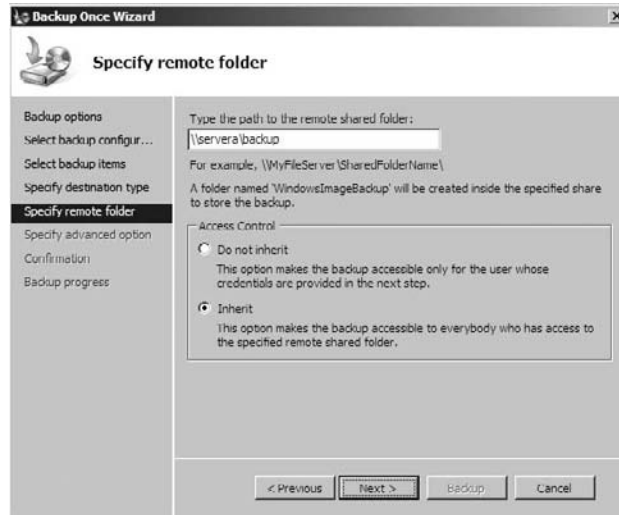 Backup Once Wizard
Specify remote folder
Backup options
Select backup configur...
Select backup items
Specify destination type
Specify remote folder
Specify advanced option
Confirmation
Backup progress
Type the path to the remote shared folder:
\\servera\backup
For example, \\MyFileServer\SharedFolderName\
A folder named 'WindowsImageBackup' will be created inside the specified share
to store the backup.
Access Control
Do not inherit
This option makes the backup accessible only for the user whose
credentials are provided in the next step.
Inherit
This option makes the backup accessible to everybody who has access to
the specified remote shared folder.
< Previous
Next >
Backup
Cancel